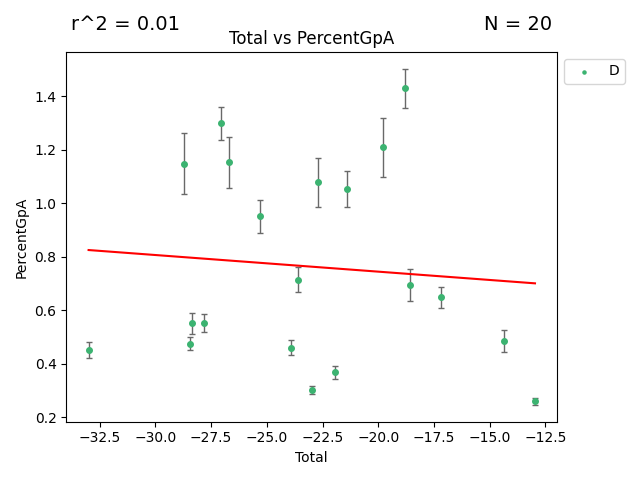 r^2 = 0.01
N = 20
Total vs PercentGpA
D
PercentGpA
1.4
1.2
1.0
0.8
0.6
0.4
0.2
−32.5 −30.0 −27.5 −25.0 −22.5 −20.0 −17.5 −15.0 −12.5
Total